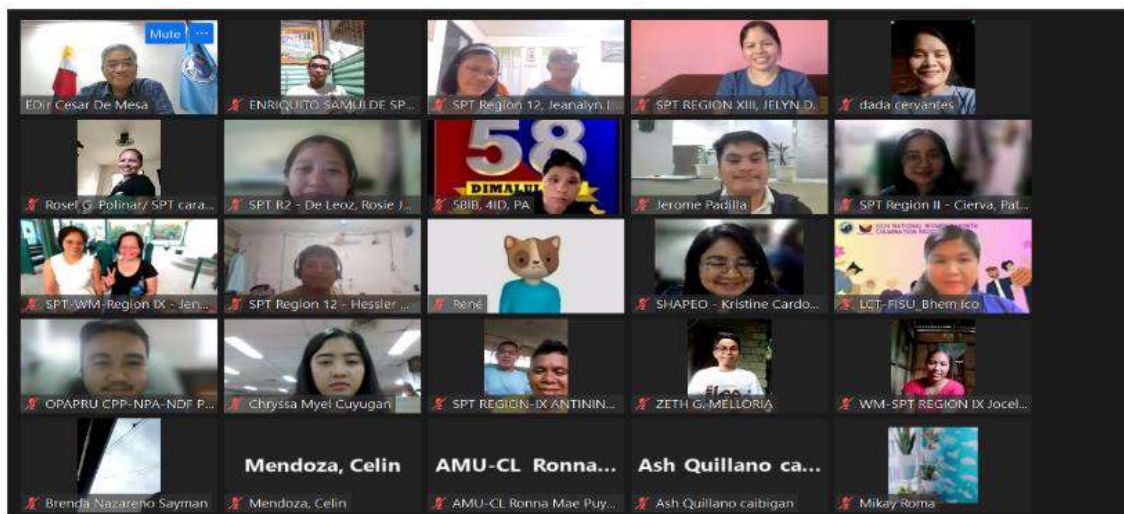 Mute ...
EDir Cesar De Mesa
ENRIQUITO SAMULDE SP...
SPT Region 12, Jeanalyn I...
SPT REGION XIII, JELYN D.
dada cervantes
Rosel G. Polinar/ SPT cara...
SPT R2 - De Leoz, Rosie J...
58
58IB, 4ID, PA
Jerome Padilla
SPT Region II - Cierva, Pat...
SPT-WM-Region IX - Jen...
SPT Region 12 - Hessler ...
René
SHAPEO - Kristine Cardo...
LCT-FISU_Bhem Ico
OPAPRU CPP-NPA-NDF P...
Chryssa Myel Cuyugan
SPT REGION-IX ANTININ...
ZETH G. MELLORIA
WM-SPT REGION IX Jocel...
Brenda Nazareno Sayman
Mendoza, Celin
Mendoza, Celin
AMU-CL Ronna...
AMU-CL Ronna Mae Puy...
Ash Quillano ca...
Ash Quillano caibigan
Mikay Roma